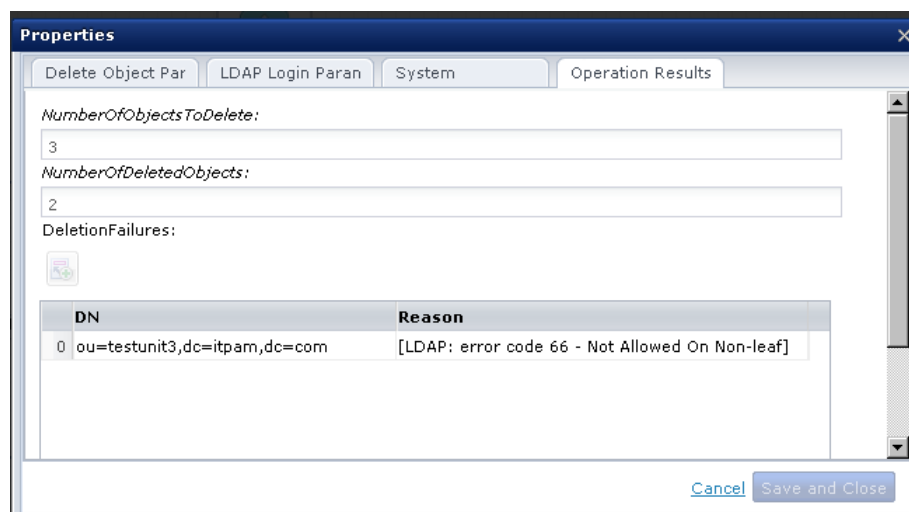 Properties
Delete Object Par LDAP Login Paran System Operation Results
NumberOfObjectsToDelete:
3
NumberOfDeletedObjects:
2
DeletionFailures:
DN Reason
0 ou=testunit3,dc=itpam,dc=com [LDAP: error code 66 - Not Allowed On Non-leaf]
Cancel Save and Close